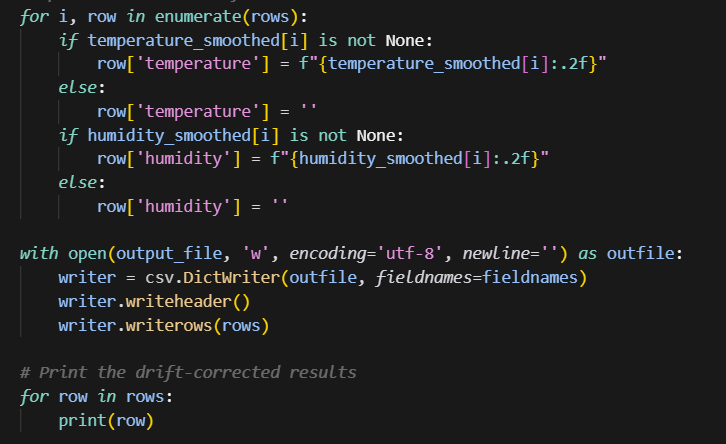 for i, row in enumerate(rows):
    if temperature_smoothed[i] is not None:
        row['temperature'] = f"{temperature_smoothed[i]:.2f}"
    else:
        row['temperature'] = ''
    if humidity_smoothed[i] is not None:
        row['humidity'] = f"{humidity_smoothed[i]:.2f}"
    else:
        row['humidity'] = ''

with open(output_file, 'w', encoding='utf-8', newline='') as outfile:
    writer = csv.DictWriter(outfile, fieldnames=fieldnames)
    writer.writeheader()
    writer.writerows(rows)

# Print the drift-corrected results
for row in rows:
    print(row)